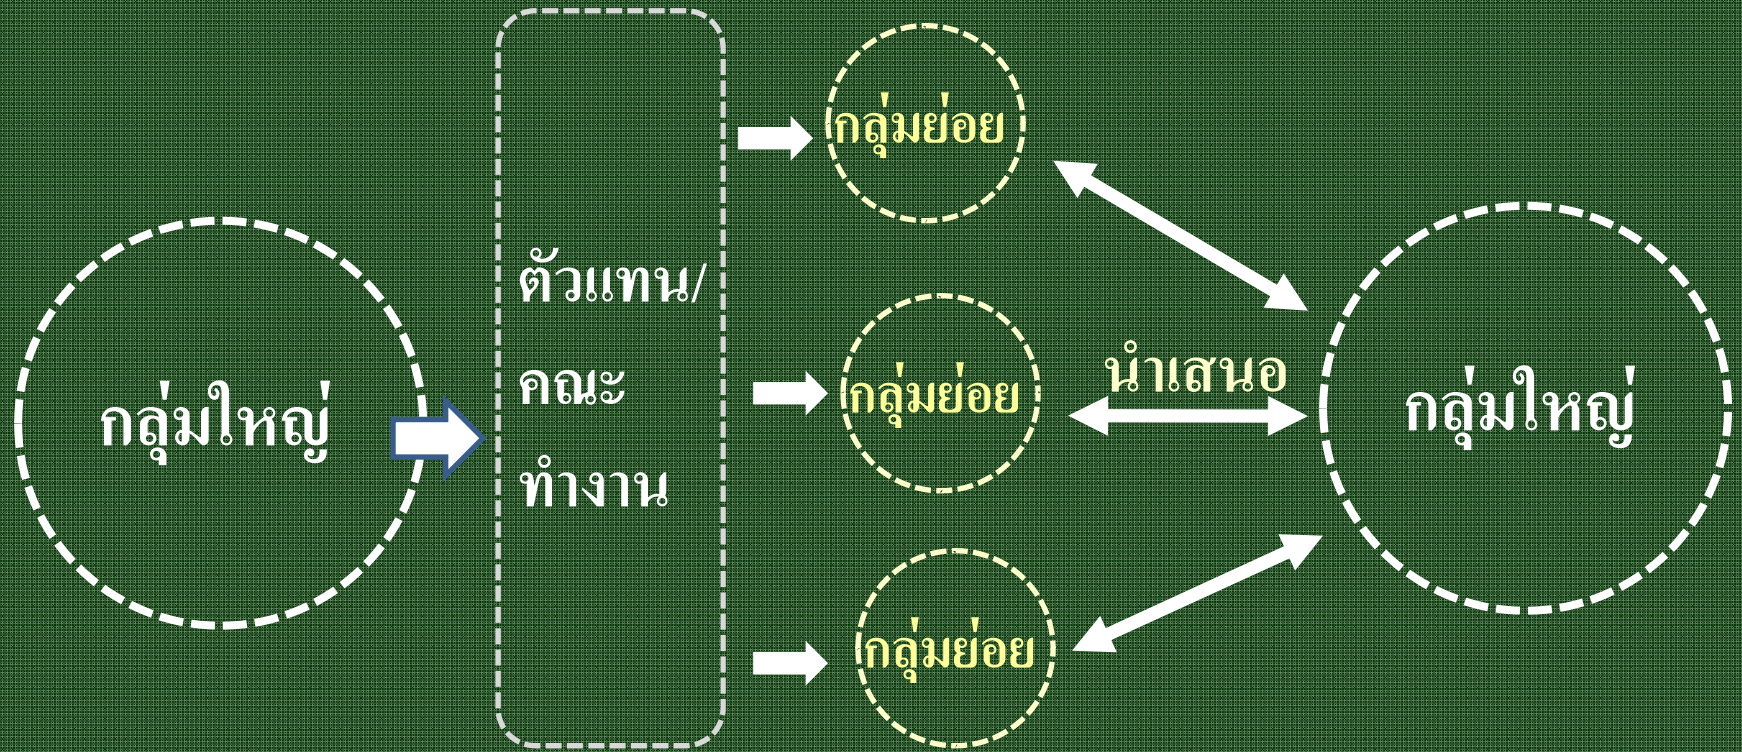 กลุ่มใหญ่
ตัวแทน/
คณะ
ทำงาน
กลุ่มย่อย
กลุ่มย่อย
กลุ่มย่อย
นำเสนอ
กลุ่มใหญ่